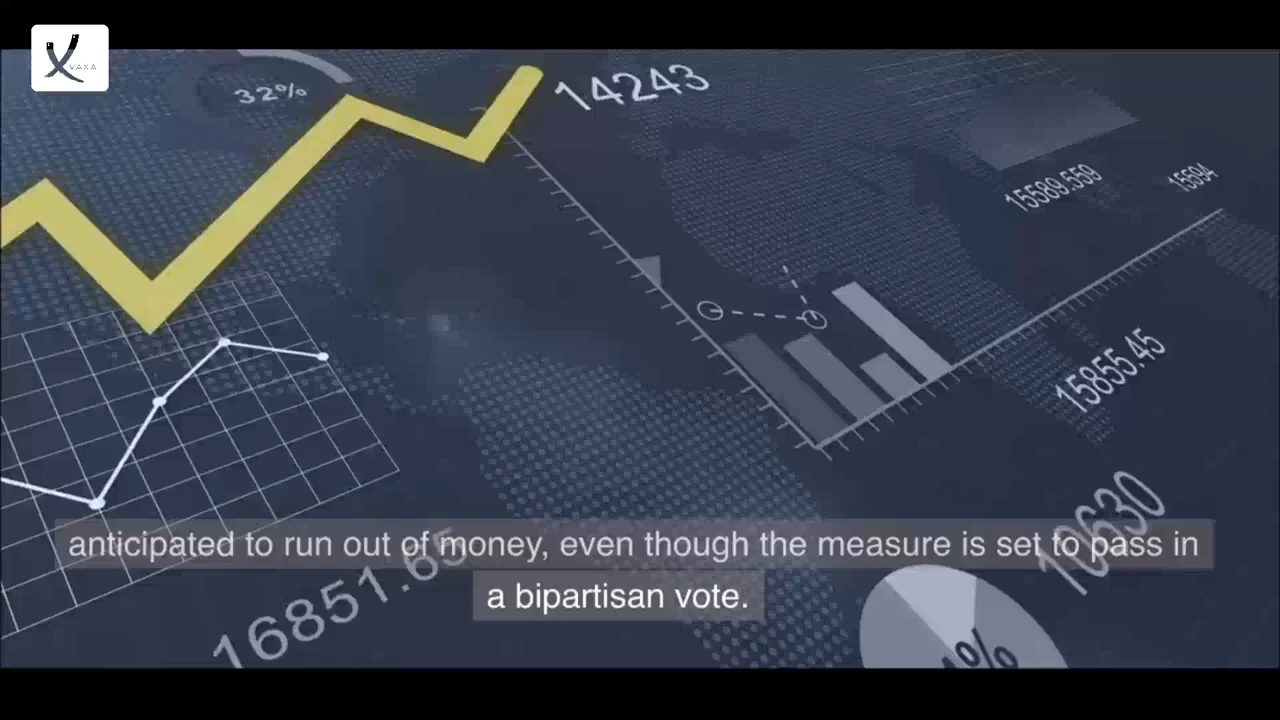 VAXA
32%
14243
15589.559
15594
15855.45
10630
anticipated to run out of money, even though the measure is set to pass in
a bipartisan vote.
16851.65
%